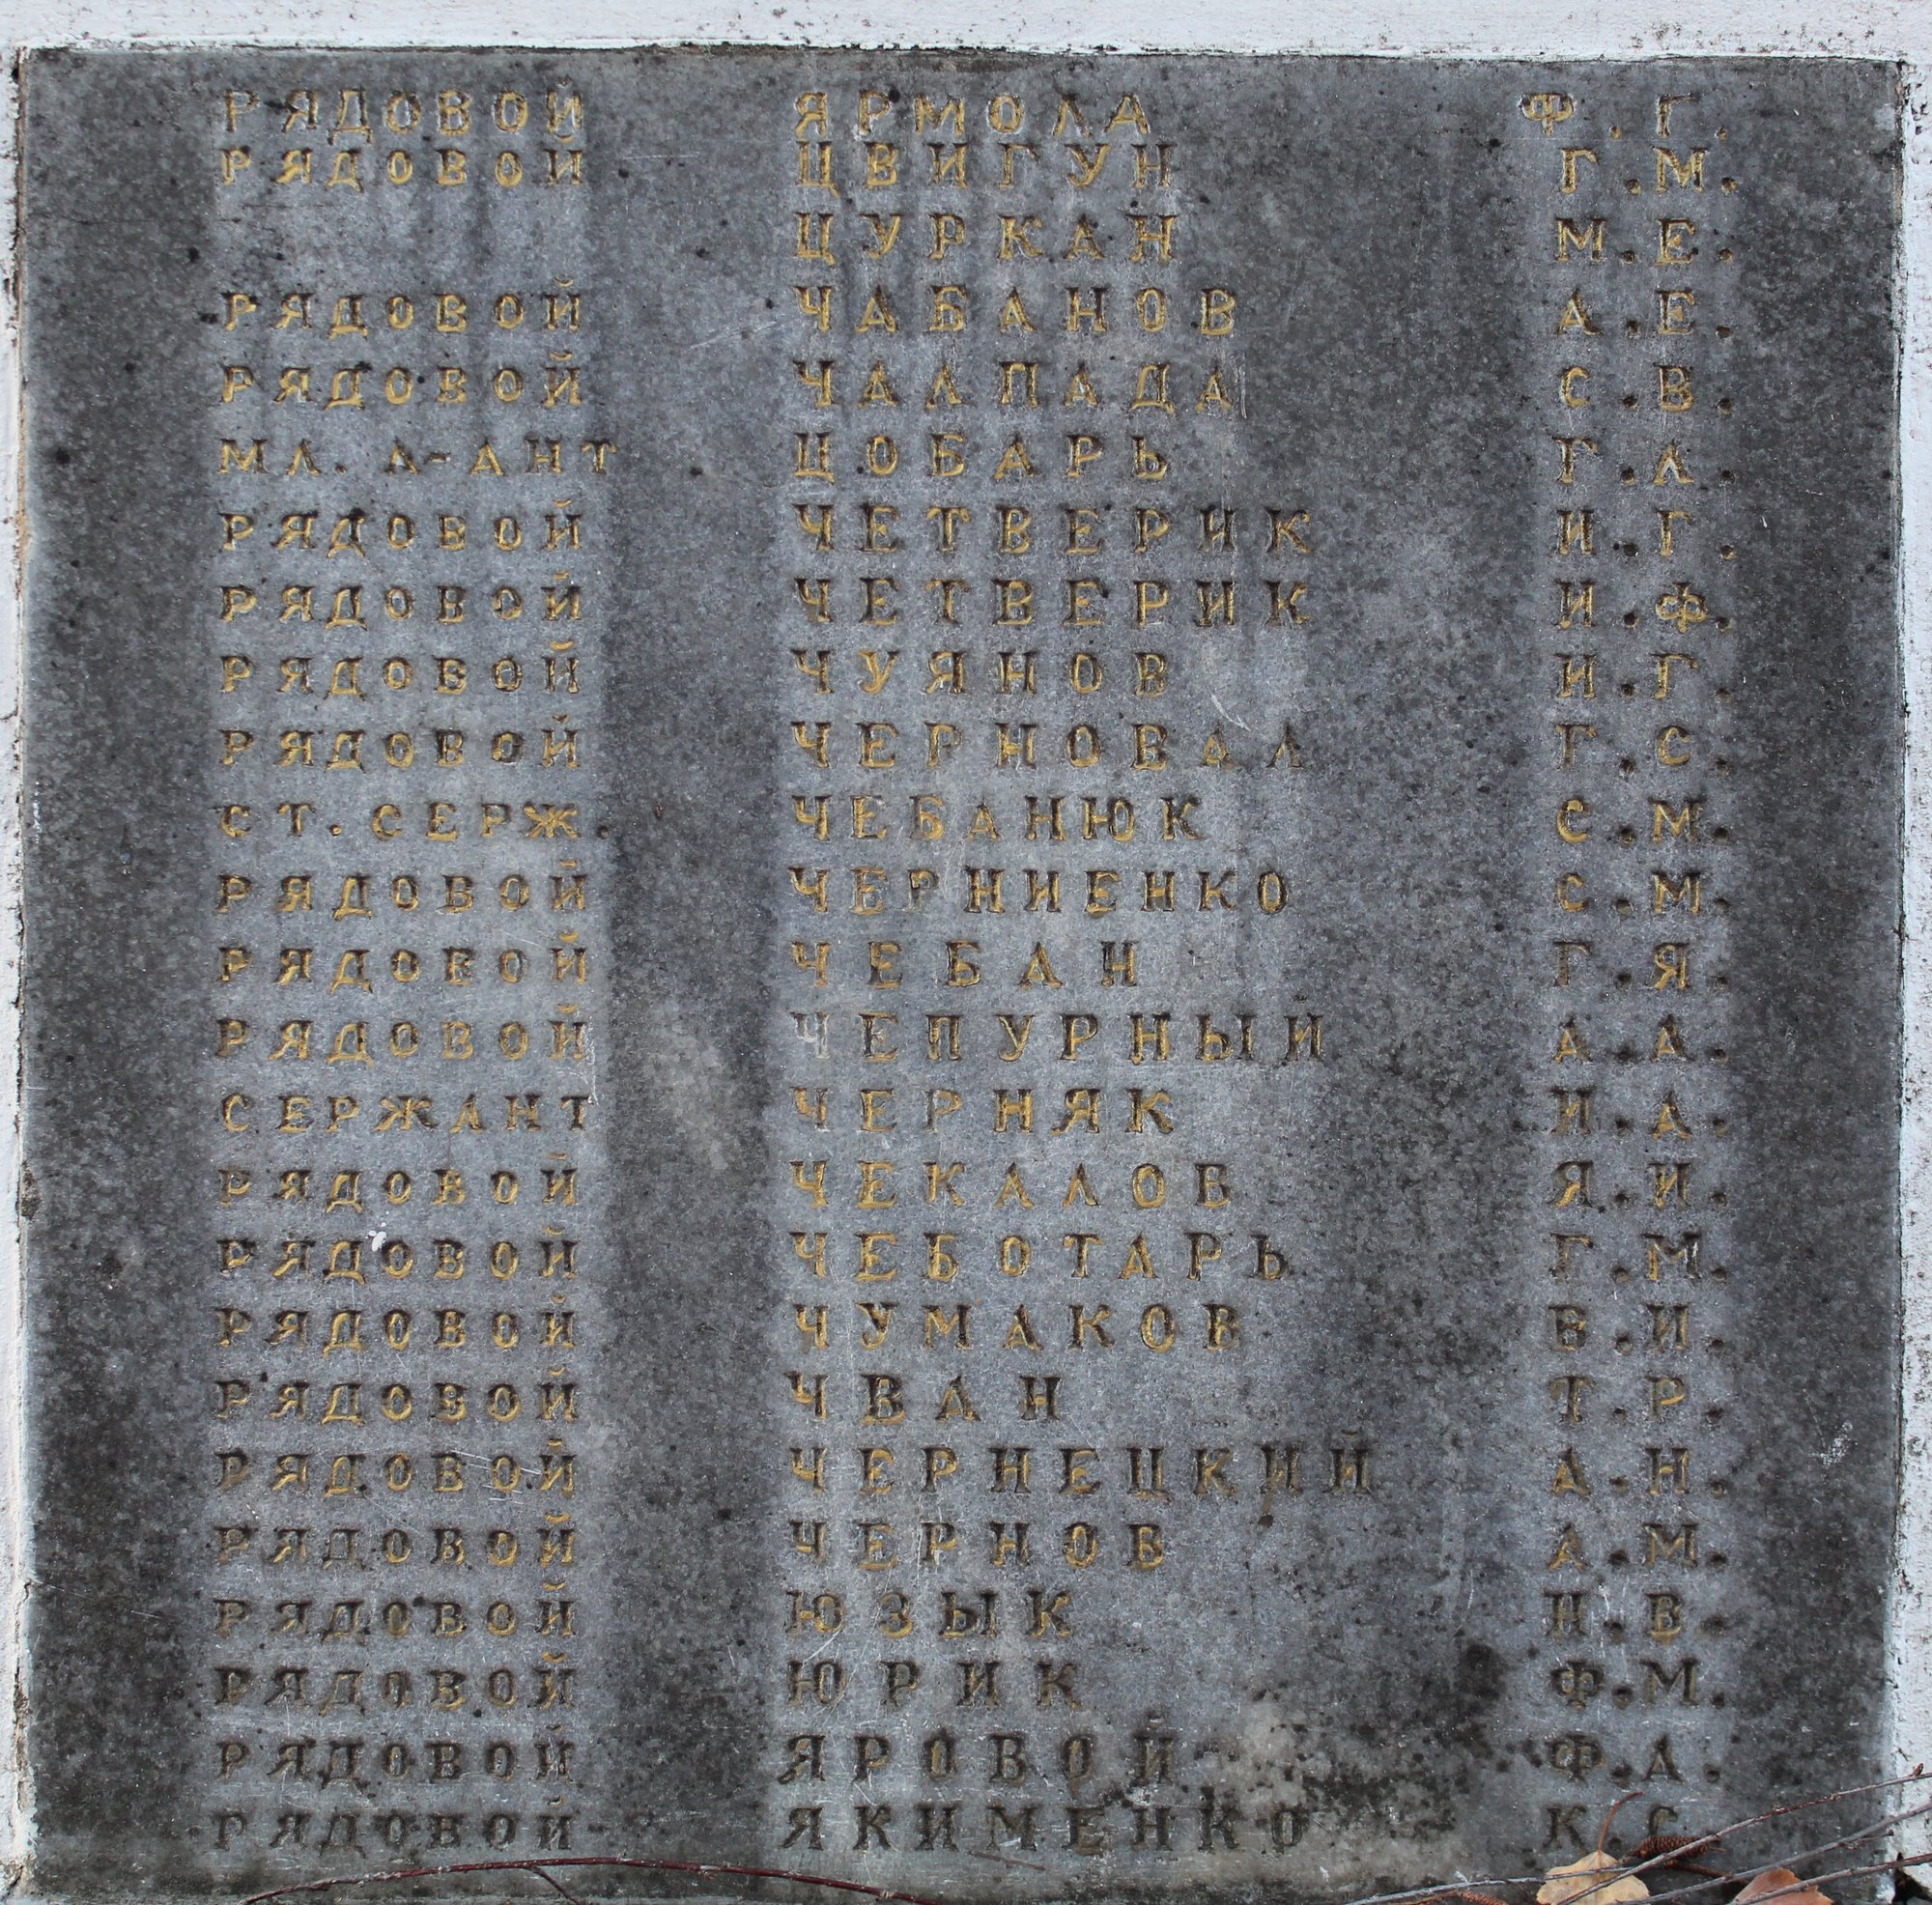 РЯДОВОЙ ЯРМОЛА Ф.Г.
РЯДОВОЙ ЦВИГУН Г.М.
ЦУРКАН М.Е.
РЯДОВОЙ ЧАБАНОВ А.Е.
РЯДОВОЙ ЧАЛПАДА С.В.
МЛ. Л-АНТ ЦОБАРЬ Г.Л.
РЯДОВОЙ ЧЕТВЕРИК И.Г.
РЯДОВОЙ ЧЕТВЕРИК И.Ф.
РЯДОВОЙ ЧУЯНОВ И.Г.
РЯДОВОЙ ЧЕРНОВАЛ Г.С.
СТ. СЕРЖ. ЧЕБАНЮК С.М.
РЯДОВОЙ ЧЕРНИЕНКО С.М.
РЯДОВОЙ ЧЕБАН Г.Я.
РЯДОВОЙ ЧЕПУРНЫЙ А.А.
СЕРЖАНТ ЧЕРНЯК И.А.
РЯДОВОЙ ЧЕКАЛОВ Я.И.
РЯДОВОЙ ЧЕБОТАРЬ Г.М.
РЯДОВОЙ ЧУМАКОВ В.И.
РЯДОВОЙ ЧВАН Т.Р.
РЯДОВОЙ ЧЕРНЕЦКИЙ А.Н.
РЯДОВОЙ ЧЕРНОВ А.М.
РЯДОВОЙ ЮЗЫК Н.В.
РЯДОВОЙ ЮРИК Ф.М.
РЯДОВОЙ ЯРОВОЙ Ф.А.
РЯДОВОЙ ЯКИМЕНКО К.С.